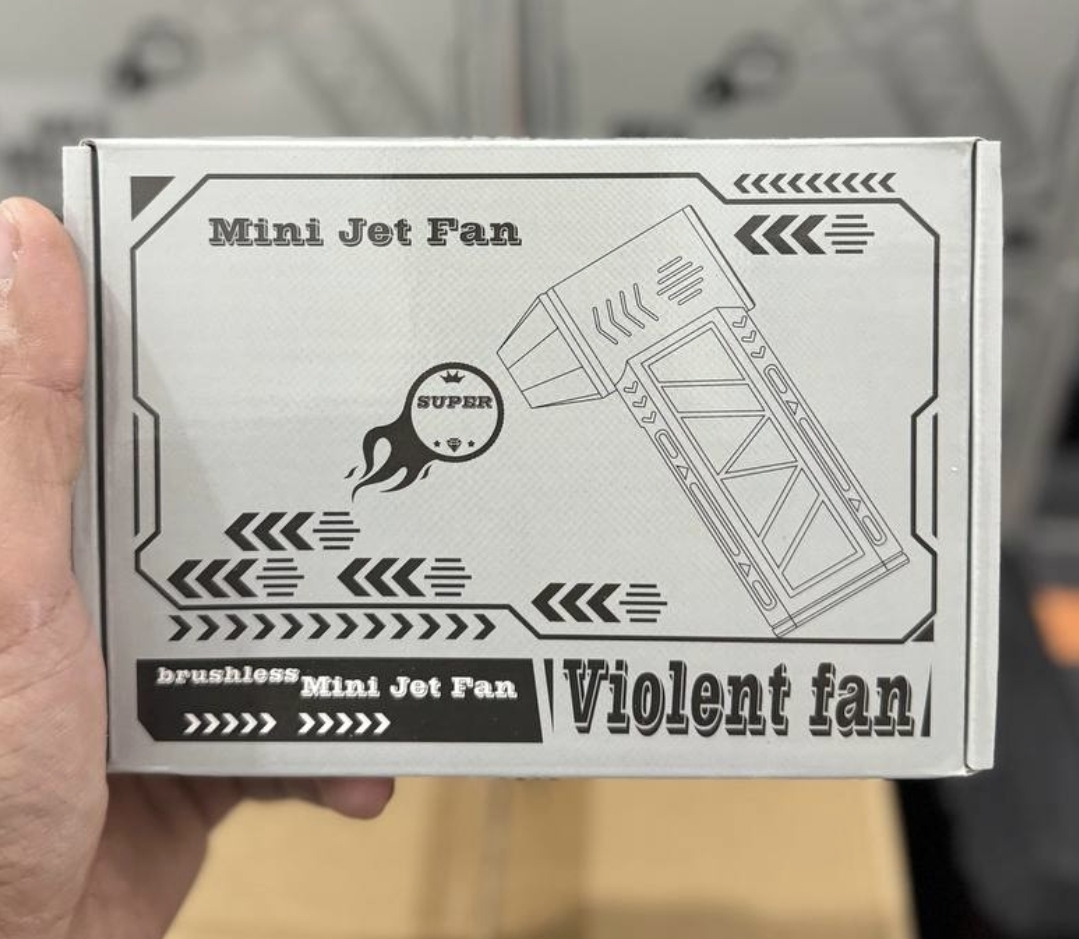 Mini Jet Fan
SUPER
brushless Mini Jet Fan
Violent fan